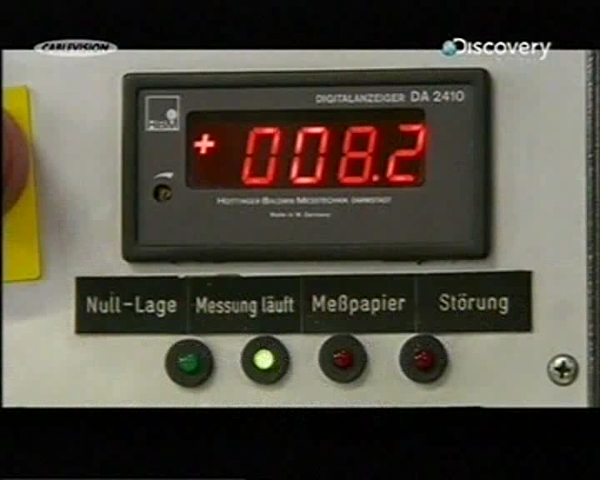 CABLEVISION
Discovery
DIGITALANZEIGER DA 2410
HBM
+ 008.2
HOTTINGER BALDWIN MESSTECHNIK DARMSTADT
Made in W. Germany
Null-Lage Messung läuft Meßpapier Störung